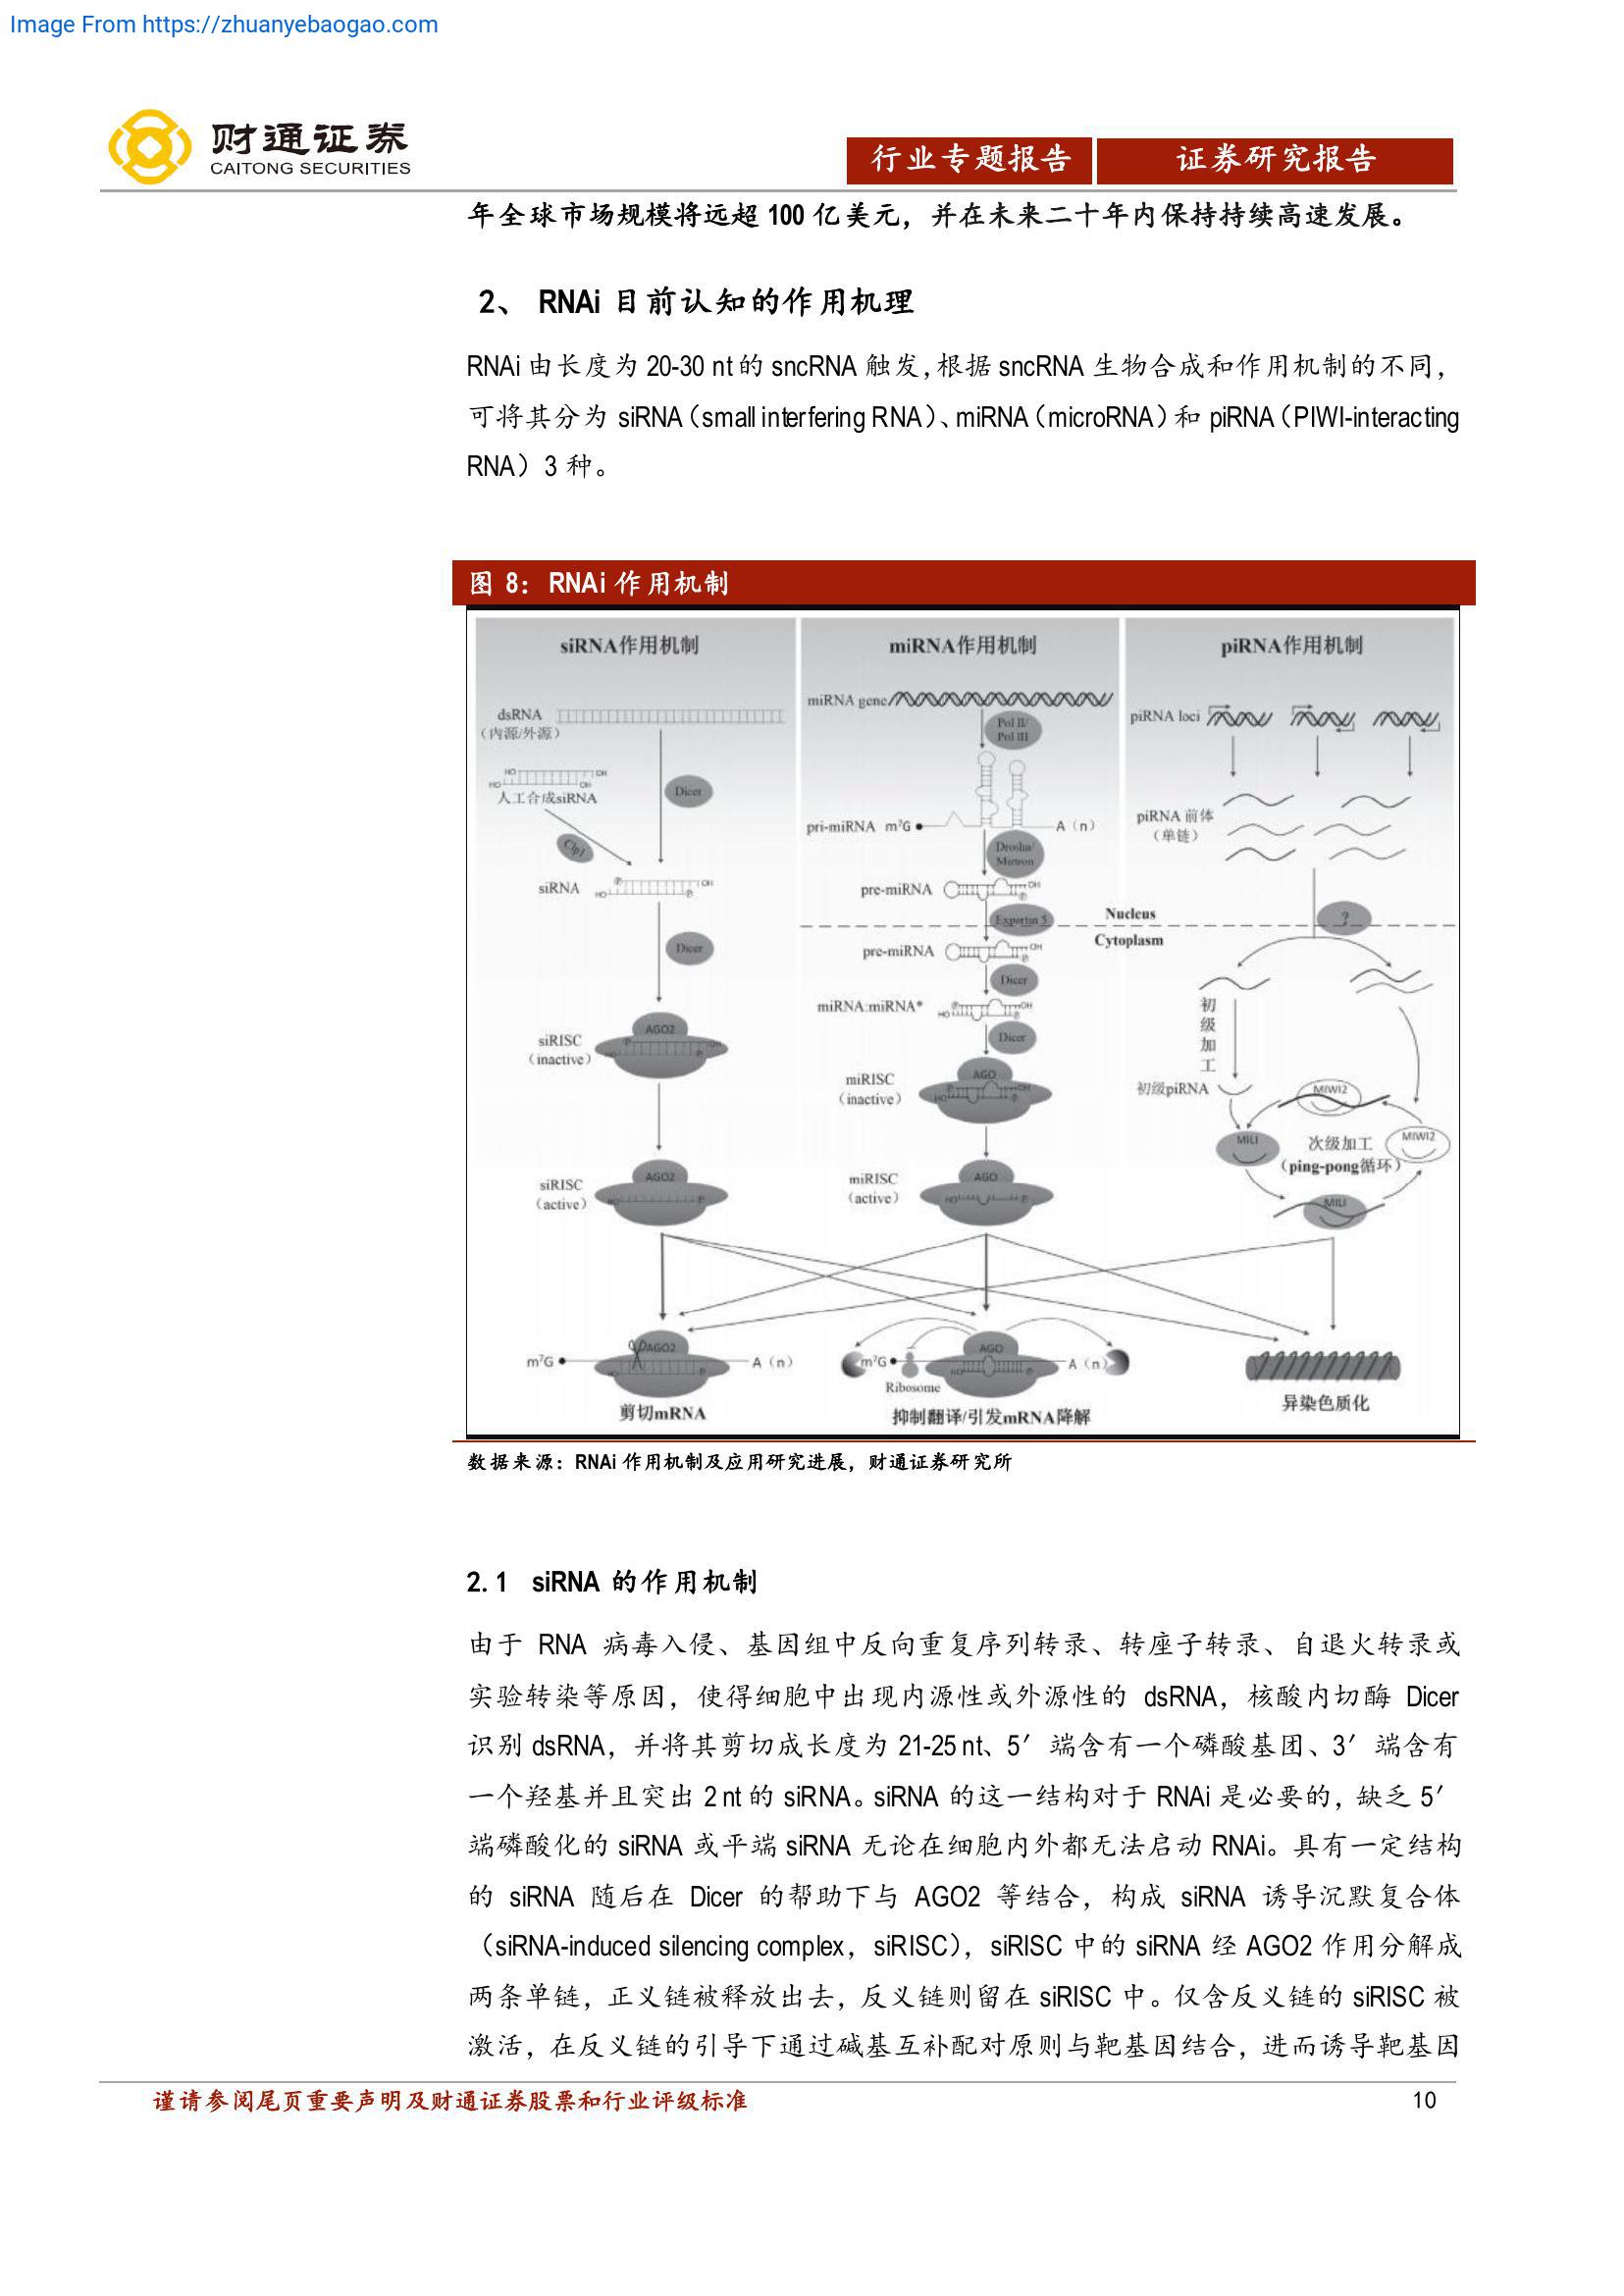 Image From https://zhuanyebaogao.com
财通证券
CAITONG SECURITIES
行业专题报告
证券研究报告
年全球市场规模将远超 100 亿美元，并在未来二十年内保持持续高速发展。
2、 RNAi 目前认知的作用机理
RNAi 由长度为 20-30 nt 的 sncRNA 触发，根据 sncRNA 生物合成和作用机制的不同，
可将其分为 siRNA（small interfering RNA）、miRNA（microRNA）和 piRNA（PIWI-interacting
RNA）3 种。
图 8：RNAi 作用机制
siRNA作用机制
dsRNA
（内源/外源）
HO OH
HO OH
人工合成siRNA
Dicer
Clp1
siRNA
HO P OH
P
Dicer
siRISC
（inactive）
AGO2
siRISC
（active）
AGO2
HO P
miRNA作用机制
miRNA gene
Pol II/
Pol III
pri-miRNA m⁷G A（n）
Drosha/
Mirtron
pre-miRNA
OH
P
Exportin 5
Nucleus
Cytoplasm
pre-miRNA
OH
P
Dicer
miRNA:miRNA*
HO P OH
P
Dicer
miRISC
（inactive）
AGO
HO P OH
P
miRISC
（active）
AGO
HO P
piRNA作用机制
piRNA loci
piRNA 前体
（单链）
?
初级加工
初级piRNA
MIWI2
MILI
次级加工
（ping-pong循环）
MIWI2
MILI
m⁷G
AGO2
HO P
A（n）
剪切mRNA
m⁷G
Ribosome
AGO
HO P
A（n）
抑制翻译/引发mRNA降解
异染色质化
数据来源：RNAi 作用机制及应用研究进展，财通证券研究所
2.1 siRNA 的作用机制
由于 RNA 病毒入侵、基因组中反向重复序列转录、转座子转录、自退火转录或
实验转染等原因，使得细胞中出现内源性或外源性的 dsRNA，核酸内切酶 Dicer
识别 dsRNA，并将其剪切成长度为 21-25 nt、5′ 端含有一个磷酸基团、3′ 端含有
一个羟基并且突出 2 nt 的 siRNA。siRNA 的这一结构对于 RNAi 是必要的，缺乏 5′
端磷酸化的 siRNA 或平端 siRNA 无论在细胞内外都无法启动 RNAi。具有一定结构
的 siRNA 随后在 Dicer 的帮助下与 AGO2 等结合，构成 siRNA 诱导沉默复合体
（siRNA-induced silencing complex，siRISC），siRISC 中的 siRNA 经 AGO2 作用分解成
两条单链，正义链被释放出去，反义链则留在 siRISC 中。仅含反义链的 siRISC 被
激活，在反义链的引导下通过碱基互补配对原则与靶基因结合，进而诱导靶基因
谨请参阅尾页重要声明及财通证券股票和行业评级标准
10